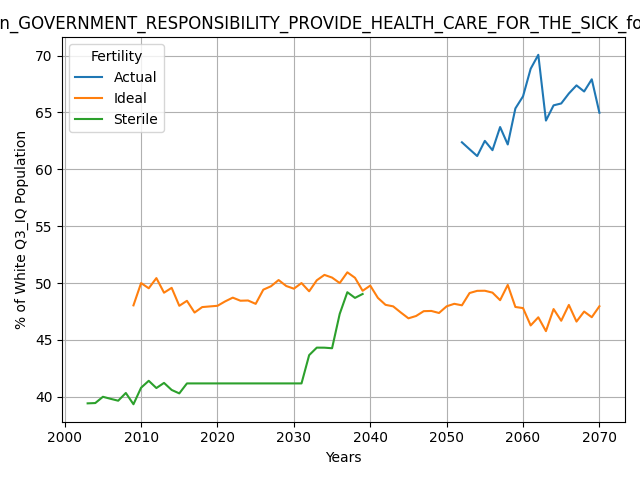 n_GOVERNMENT_RESPONSIBILITY_PROVIDE_HEALTH_CARE_FOR_THE_SICK_fo
Fertility
Actual
Ideal
Sterile
% of White Q3_IQ Population
70
65
60
55
50
45
40
2000 2010 2020 2030 2040 2050 2060 2070
Years